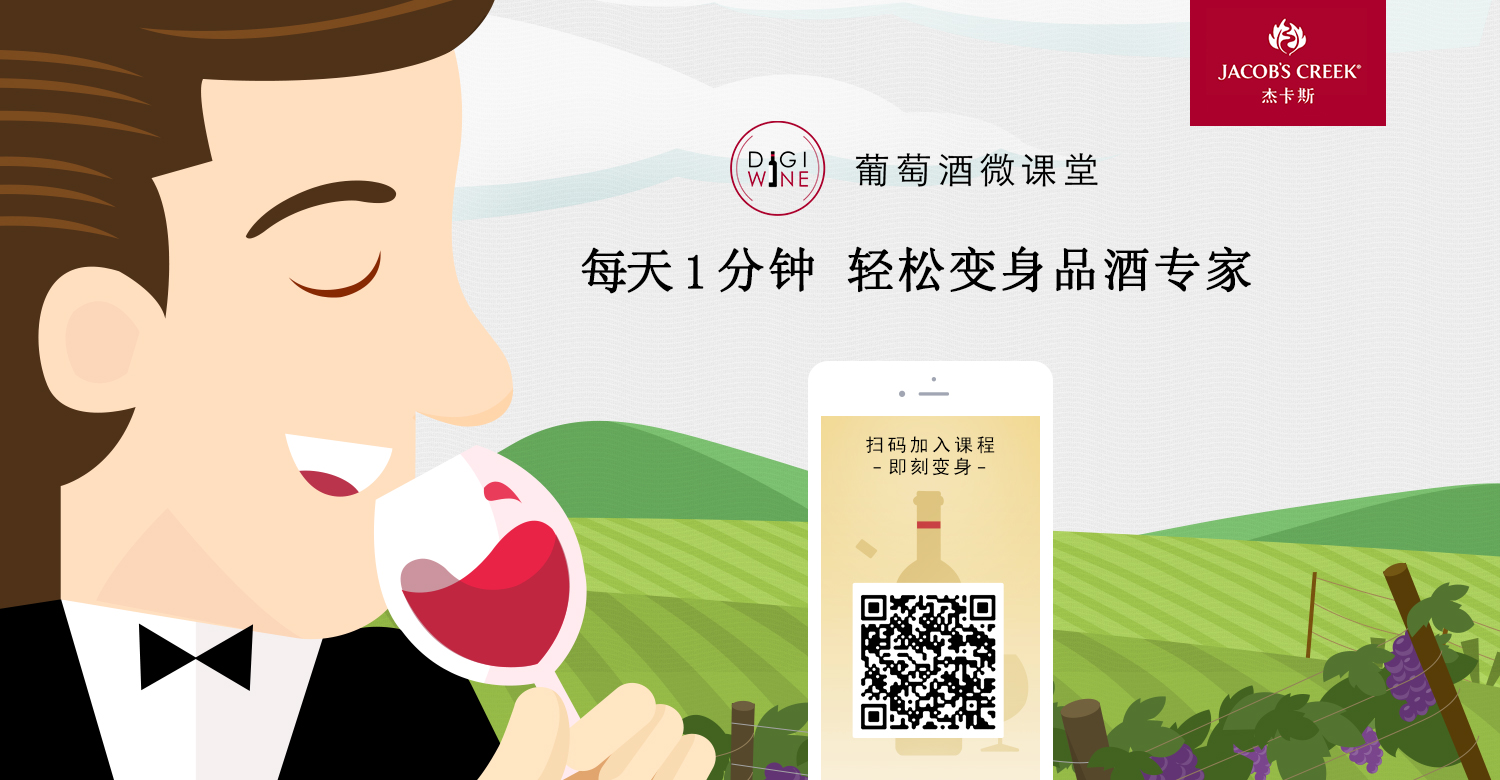 JACOB'S CREEK®
杰卡斯
DIGI
WINE
葡萄酒微课堂
每天1分钟 轻松变身品酒专家
扫码加入课程
-即刻变身-